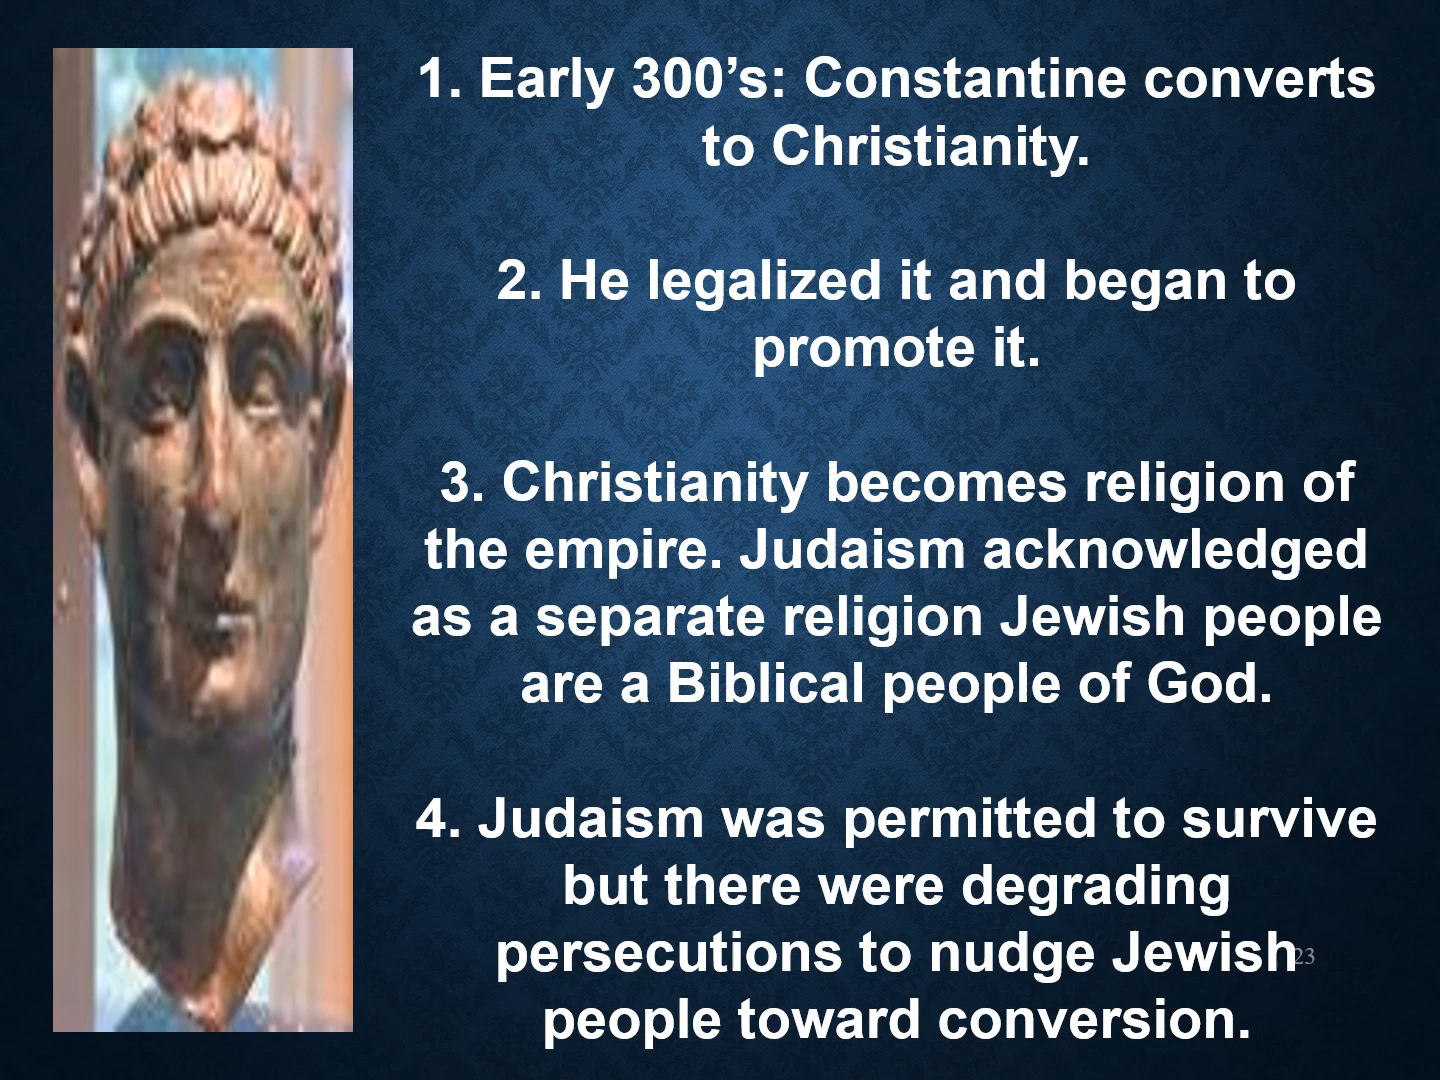 1. Early 300’s: Constantine converts
to Christianity.
2. He legalized it and began to
promote it.
3. Christianity becomes religion of
the empire. Judaism acknowledged
as a separate religion Jewish people
are a Biblical people of God.
4. Judaism was permitted to survive
but there were degrading
persecutions to nudge Jewish
people toward conversion.
23